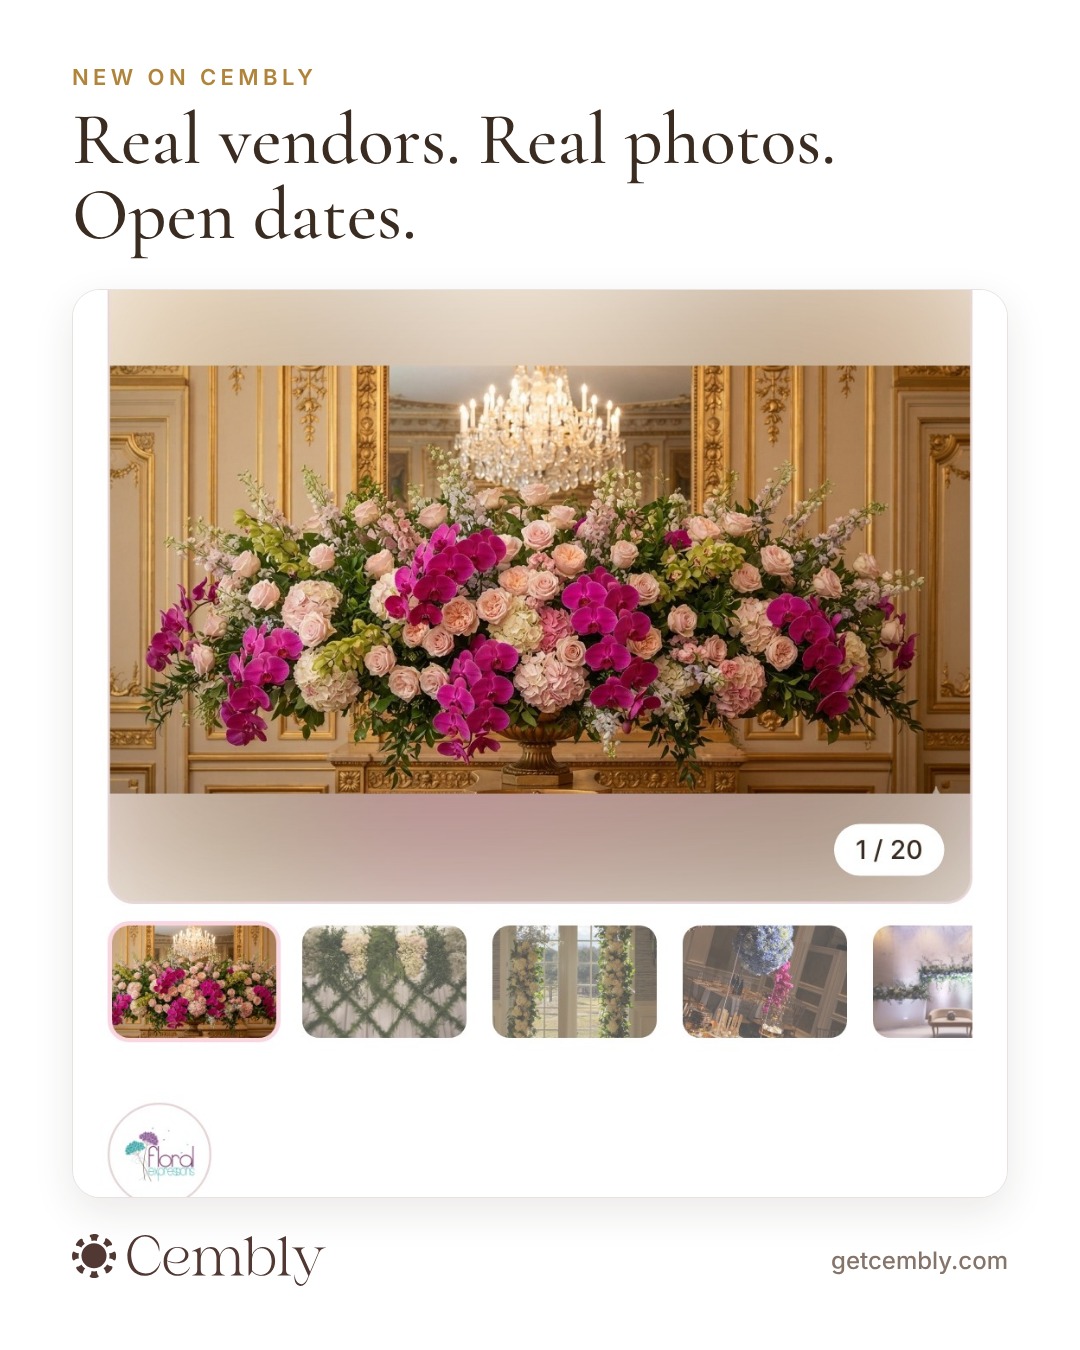 NEW ON CEMBLY
Real vendors. Real photos.
Open dates.
1 / 20
floral
expressions
Cembly
getcembly.com